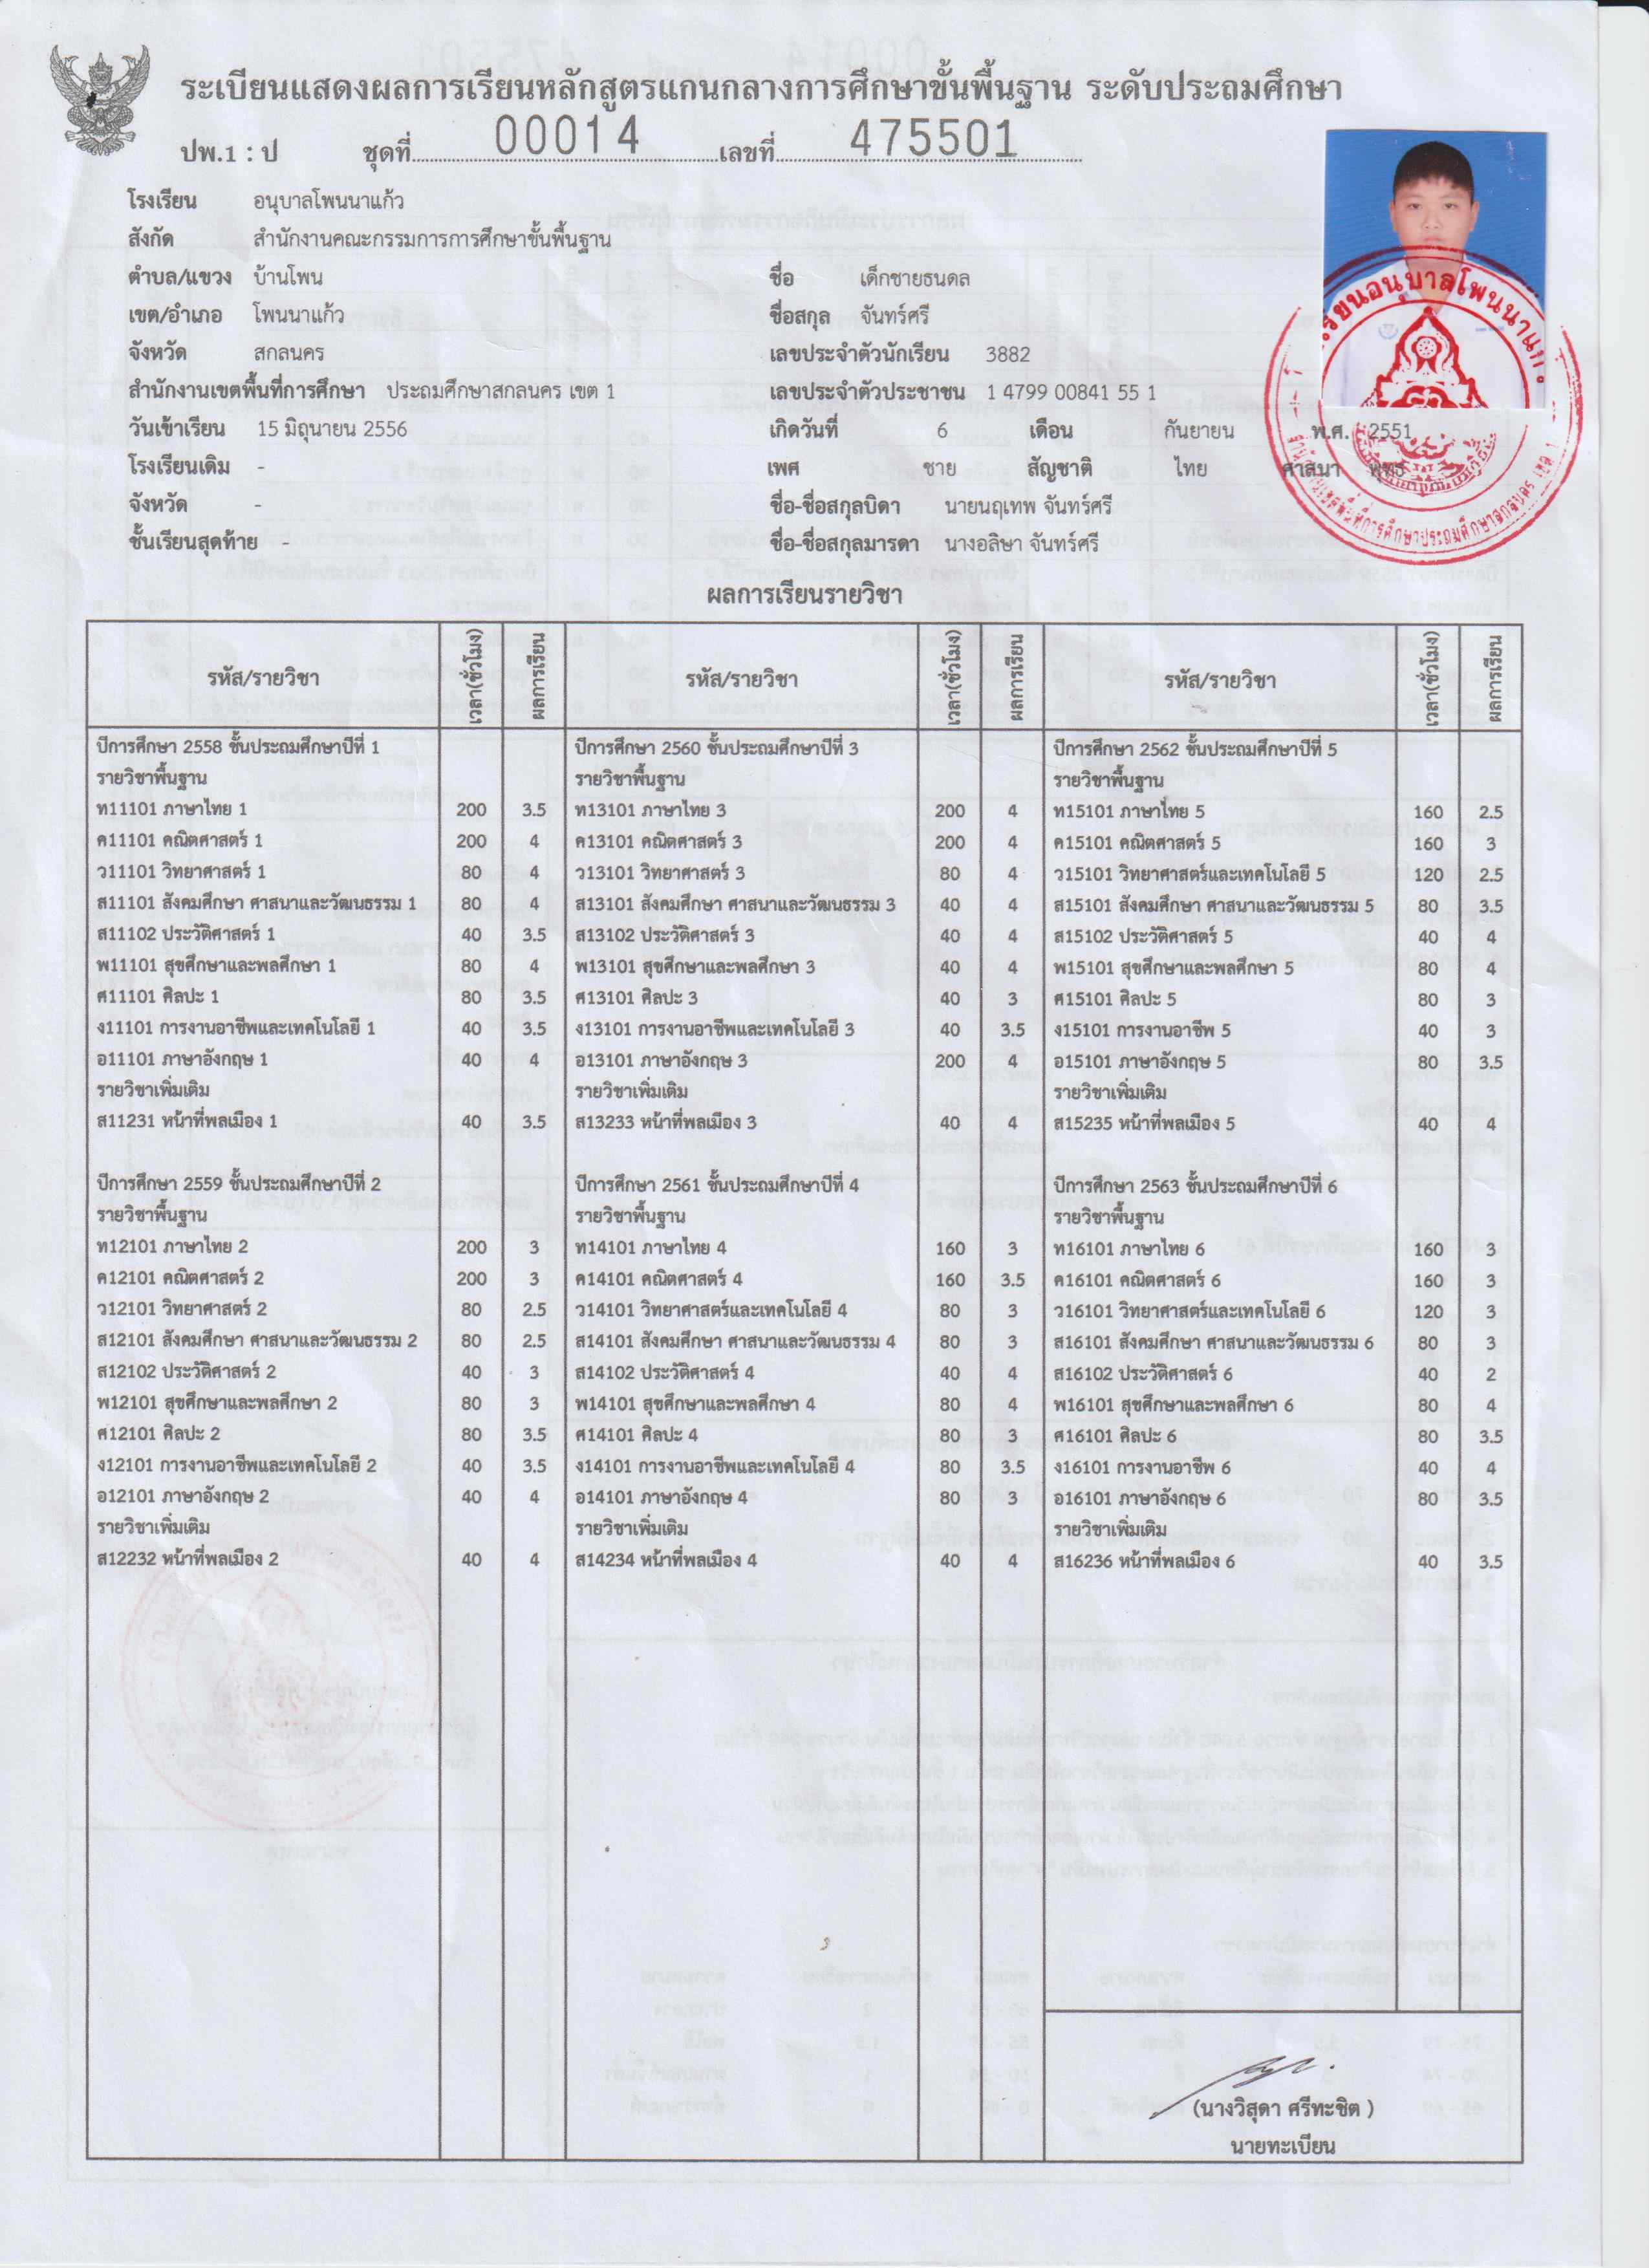 ระเบียนแสดงผลการเรียนหลักสูตรแกนกลางการศึกษาขั้นพื้นฐาน ระดับประถมศึกษา
ปพ.1 : ป ชุดที่ 00014 เลขที่ 475501
โรงเรียน อนุบาลโพนนาแก้ว
สังกัด สำนักงานคณะกรรมการการศึกษาขั้นพื้นฐาน
ตำบล/แขวง บ้านโพน ชื่อ เด็กชายธนดล
เขต/อำเภอ โพนนาแก้ว ชื่อสกุล จันทร์ศรี
จังหวัด สกลนคร เลขประจำตัวนักเรียน 3882
สำนักงานเขตพื้นที่การศึกษา ประถมศึกษาสกลนคร เขต 1 เลขประจำตัวประชาชน 1 4799 00841 55 1
วันเข้าเรียน 15 มิถุนายน 2556 เกิดวันที่ 6 เดือน กันยายน พ.ศ. 2551
โรงเรียนเดิม - เพศ ชาย สัญชาติ ไทย ศาสนา พุทธ
จังหวัด - ชื่อ-ชื่อสกุลบิดา นายนฤเทพ จันทร์ศรี
ชั้นเรียนสุดท้าย - ชื่อ-ชื่อสกุลมารดา นางอลิษา จันทร์ศรี
ผลการเรียนรายวิชา
รหัส/รายวิชา เวลา(ชั่วโมง) ผลการเรียน รหัส/รายวิชา เวลา(ชั่วโมง) ผลการเรียน รหัส/รายวิชา เวลา(ชั่วโมง) ผลการเรียน
ปีการศึกษา 2558 ชั้นประถมศึกษาปีที่ 1
รายวิชาพื้นฐาน
ท11101 ภาษาไทย 1 200 3.5
ค11101 คณิตศาสตร์ 1 200 4
ว11101 วิทยาศาสตร์ 1 80 4
ส11101 สังคมศึกษา ศาสนาและวัฒนธรรม 1 80 4
ส11102 ประวัติศาสตร์ 1 40 3.5
พ11101 สุขศึกษาและพลศึกษา 1 80 4
ศ11101 ศิลปะ 1 80 3.5
ง11101 การงานอาชีพและเทคโนโลยี 1 40 3.5
อ11101 ภาษาอังกฤษ 1 40 4
รายวิชาเพิ่มเติม
ส11231 หน้าที่พลเมือง 1 40 3.5
ปีการศึกษา 2559 ชั้นประถมศึกษาปีที่ 2
รายวิชาพื้นฐาน
ท12101 ภาษาไทย 2 200 3
ค12101 คณิตศาสตร์ 2 200 3
ว12101 วิทยาศาสตร์ 2 80 2.5
ส12101 สังคมศึกษา ศาสนาและวัฒนธรรม 2 80 2.5
ส12102 ประวัติศาสตร์ 2 40 3
พ12101 สุขศึกษาและพลศึกษา 2 80 3
ศ12101 ศิลปะ 2 80 3.5
ง12101 การงานอาชีพและเทคโนโลยี 2 40 3.5
อ12101 ภาษาอังกฤษ 2 40 4
รายวิชาเพิ่มเติม
ส12232 หน้าที่พลเมือง 2 40 4
ปีการศึกษา 2560 ชั้นประถมศึกษาปีที่ 3
รายวิชาพื้นฐาน
ท13101 ภาษาไทย 3 200 4
ค13101 คณิตศาสตร์ 3 200 4
ว13101 วิทยาศาสตร์ 3 80 4
ส13101 สังคมศึกษา ศาสนาและวัฒนธรรม 3 40 4
ส13102 ประวัติศาสตร์ 3 40 4
พ13101 สุขศึกษาและพลศึกษา 3 40 4
ศ13101 ศิลปะ 3 40 3
ง13101 การงานอาชีพและเทคโนโลยี 3 40 3.5
อ13101 ภาษาอังกฤษ 3 200 4
รายวิชาเพิ่มเติม
ส13233 หน้าที่พลเมือง 3 40 4
ปีการศึกษา 2561 ชั้นประถมศึกษาปีที่ 4
รายวิชาพื้นฐาน
ท14101 ภาษาไทย 4 160 3
ค14101 คณิตศาสตร์ 4 160 3.5
ว14101 วิทยาศาสตร์และเทคโนโลยี 4 80 3
ส14101 สังคมศึกษา ศาสนาและวัฒนธรรม 4 80 3
ส14102 ประวัติศาสตร์ 4 40 4
พ14101 สุขศึกษาและพลศึกษา 4 80 4
ศ14101 ศิลปะ 4 80 3
ง14101 การงานอาชีพและเทคโนโลยี 4 80 3.5
อ14101 ภาษาอังกฤษ 4 80 3
รายวิชาเพิ่มเติม
ส14234 หน้าที่พลเมือง 4 40 4
ปีการศึกษา 2562 ชั้นประถมศึกษาปีที่ 5
รายวิชาพื้นฐาน
ท15101 ภาษาไทย 5 160 2.5
ค15101 คณิตศาสตร์ 5 160 3
ว15101 วิทยาศาสตร์และเทคโนโลยี 5 120 2.5
ส15101 สังคมศึกษา ศาสนาและวัฒนธรรม 5 80 3.5
ส15102 ประวัติศาสตร์ 5 40 4
พ15101 สุขศึกษาและพลศึกษา 5 80 4
ศ15101 ศิลปะ 5 80 3
ง15101 การงานอาชีพ 5 40 3
อ15101 ภาษาอังกฤษ 5 80 3.5
รายวิชาเพิ่มเติม
ส15235 หน้าที่พลเมือง 5 40 4
ปีการศึกษา 2563 ชั้นประถมศึกษาปีที่ 6
รายวิชาพื้นฐาน
ท16101 ภาษาไทย 6 160 3
ค16101 คณิตศาสตร์ 6 160 3
ว16101 วิทยาศาสตร์และเทคโนโลยี 6 120 3
ส16101 สังคมศึกษา ศาสนาและวัฒนธรรม 6 80 3
ส16102 ประวัติศาสตร์ 6 40 2
พ16101 สุขศึกษาและพลศึกษา 6 80 4
ศ16101 ศิลปะ 6 80 3.5
ง16101 การงานอาชีพ 6 40 4
อ16101 ภาษาอังกฤษ 6 80 3.5
รายวิชาเพิ่มเติม
ส16236 หน้าที่พลเมือง 6 40 3.5
(นางวิสุดา ศรีทะชิต )
นายทะเบียน